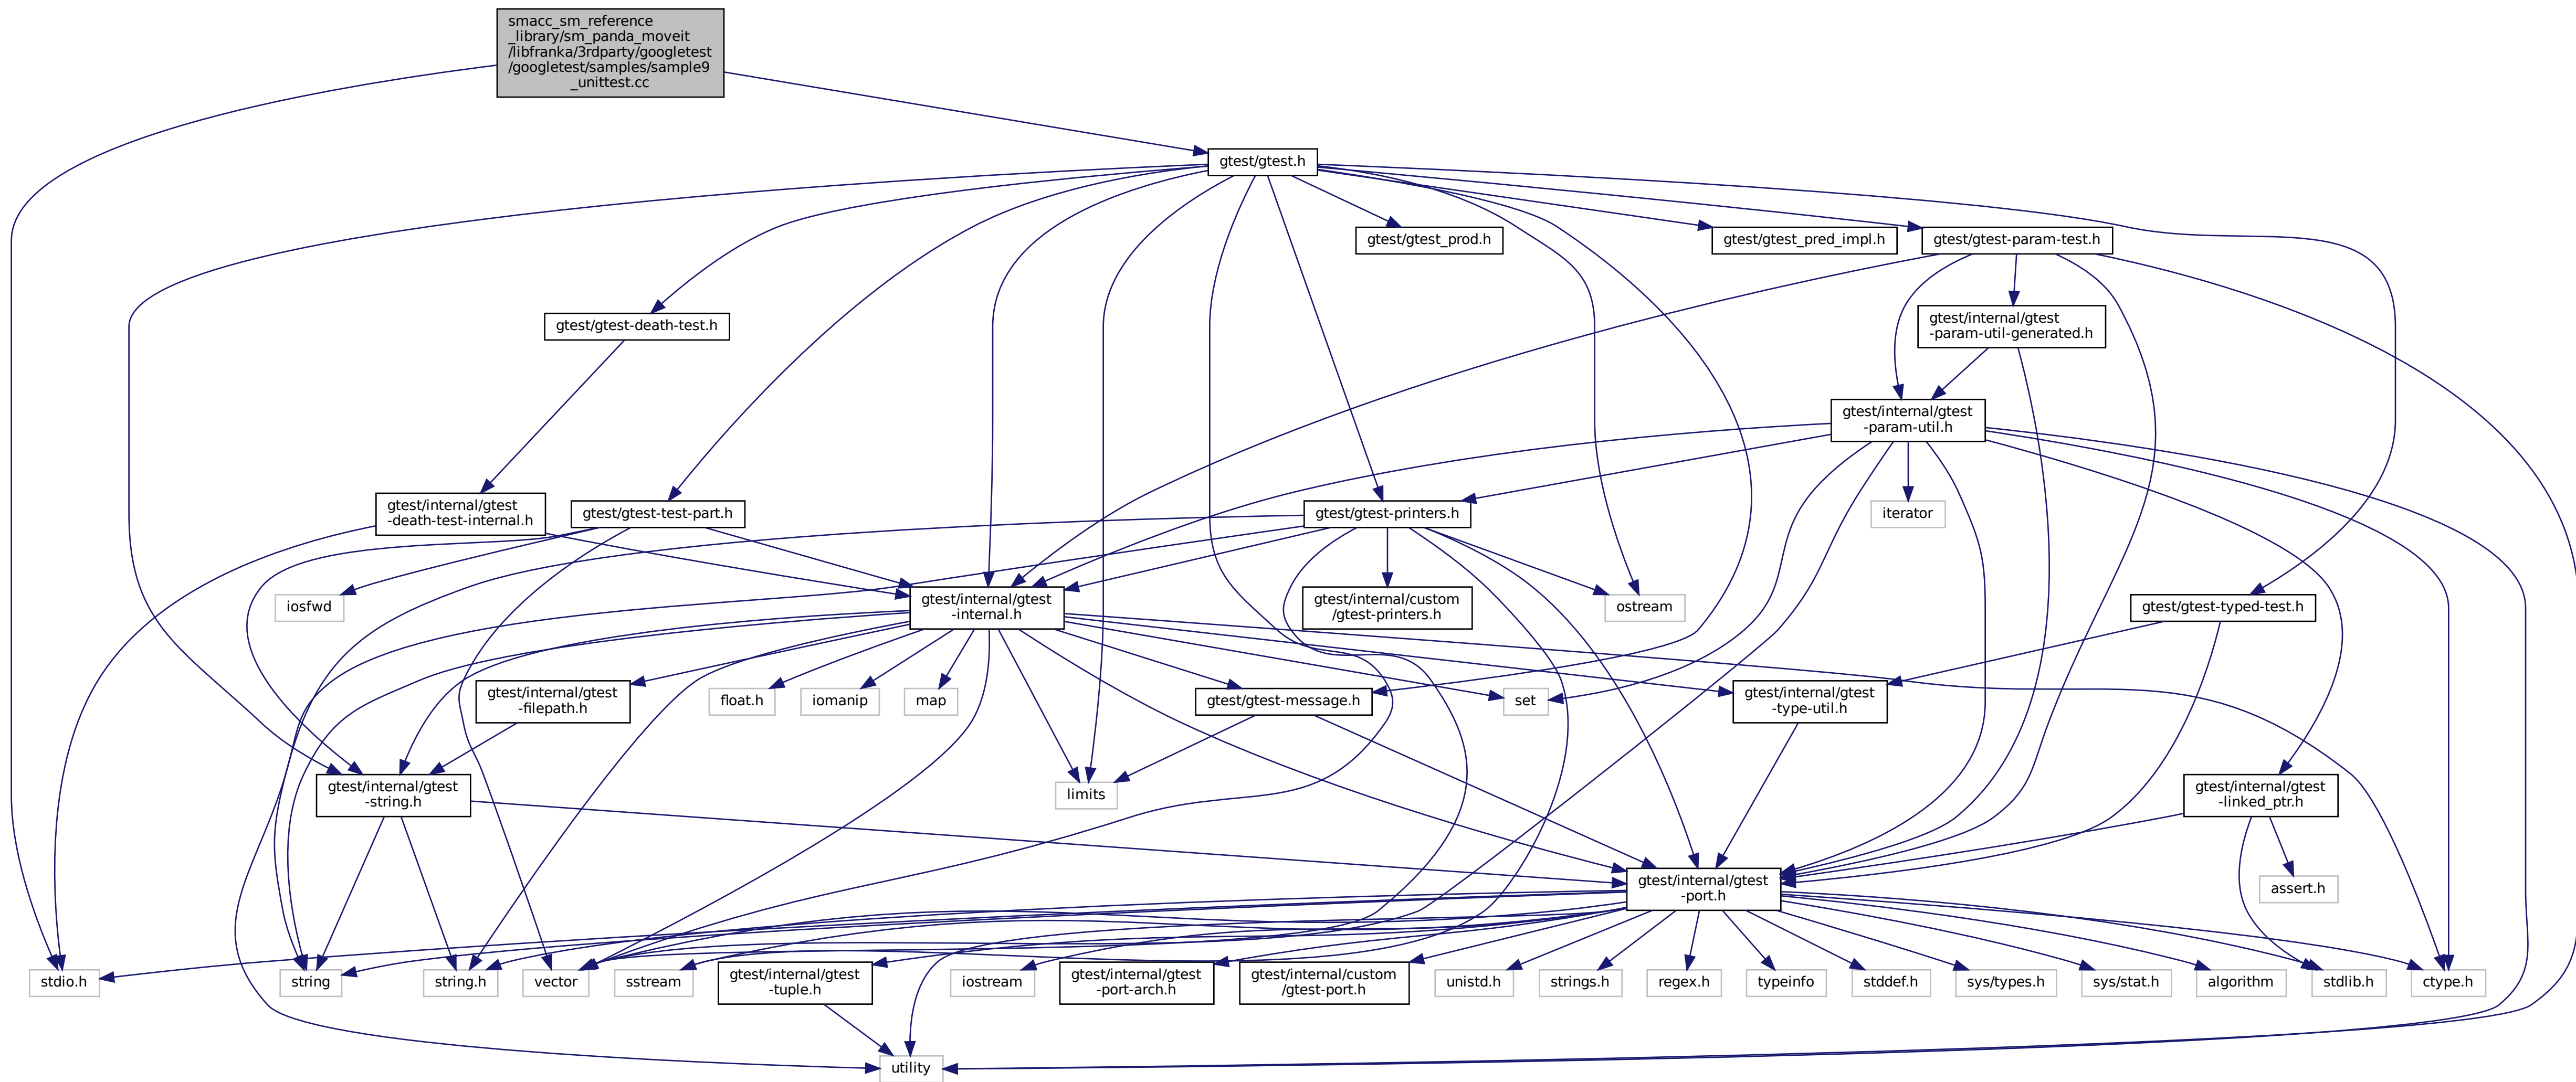 smacc_sm_reference
_library/sm_panda_moveit
/libfranka/3rdparty/googletest
/googletest/samples/sample9
_unittest.cc
gtest/gtest.h
gtest/gtest_prod.h
gtest/gtest_pred_impl.h
gtest/gtest-param-test.h
gtest/gtest-death-test.h
gtest/internal/gtest
-param-util-generated.h
gtest/internal/gtest
-param-util.h
gtest/internal/gtest
-death-test-internal.h
gtest/gtest-test-part.h
gtest/gtest-printers.h
iterator
iosfwd
gtest/internal/gtest
-internal.h
gtest/internal/custom
/gtest-printers.h
ostream
gtest/gtest-typed-test.h
gtest/internal/gtest
-filepath.h
float.h
iomanip
map
gtest/gtest-message.h
set
gtest/internal/gtest
-type-util.h
gtest/internal/gtest
-string.h
limits
gtest/internal/gtest
-linked_ptr.h
gtest/internal/gtest
-port.h
assert.h
stdio.h
string
string.h
vector
sstream
gtest/internal/gtest
-tuple.h
iostream
gtest/internal/gtest
-port-arch.h
gtest/internal/custom
/gtest-port.h
unistd.h
strings.h
regex.h
typeinfo
stddef.h
sys/types.h
sys/stat.h
algorithm
stdlib.h
ctype.h
utility